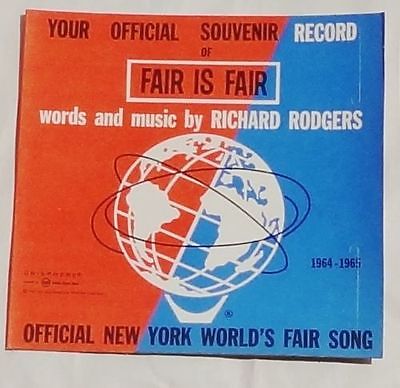 YOUR OFFICIAL SOUVENIR RECORD
OF
FAIR IS FAIR
words and music by RICHARD RODGERS
1964-1965
UNISPHERE
®
OFFICIAL NEW YORK WORLD'S FAIR SONG